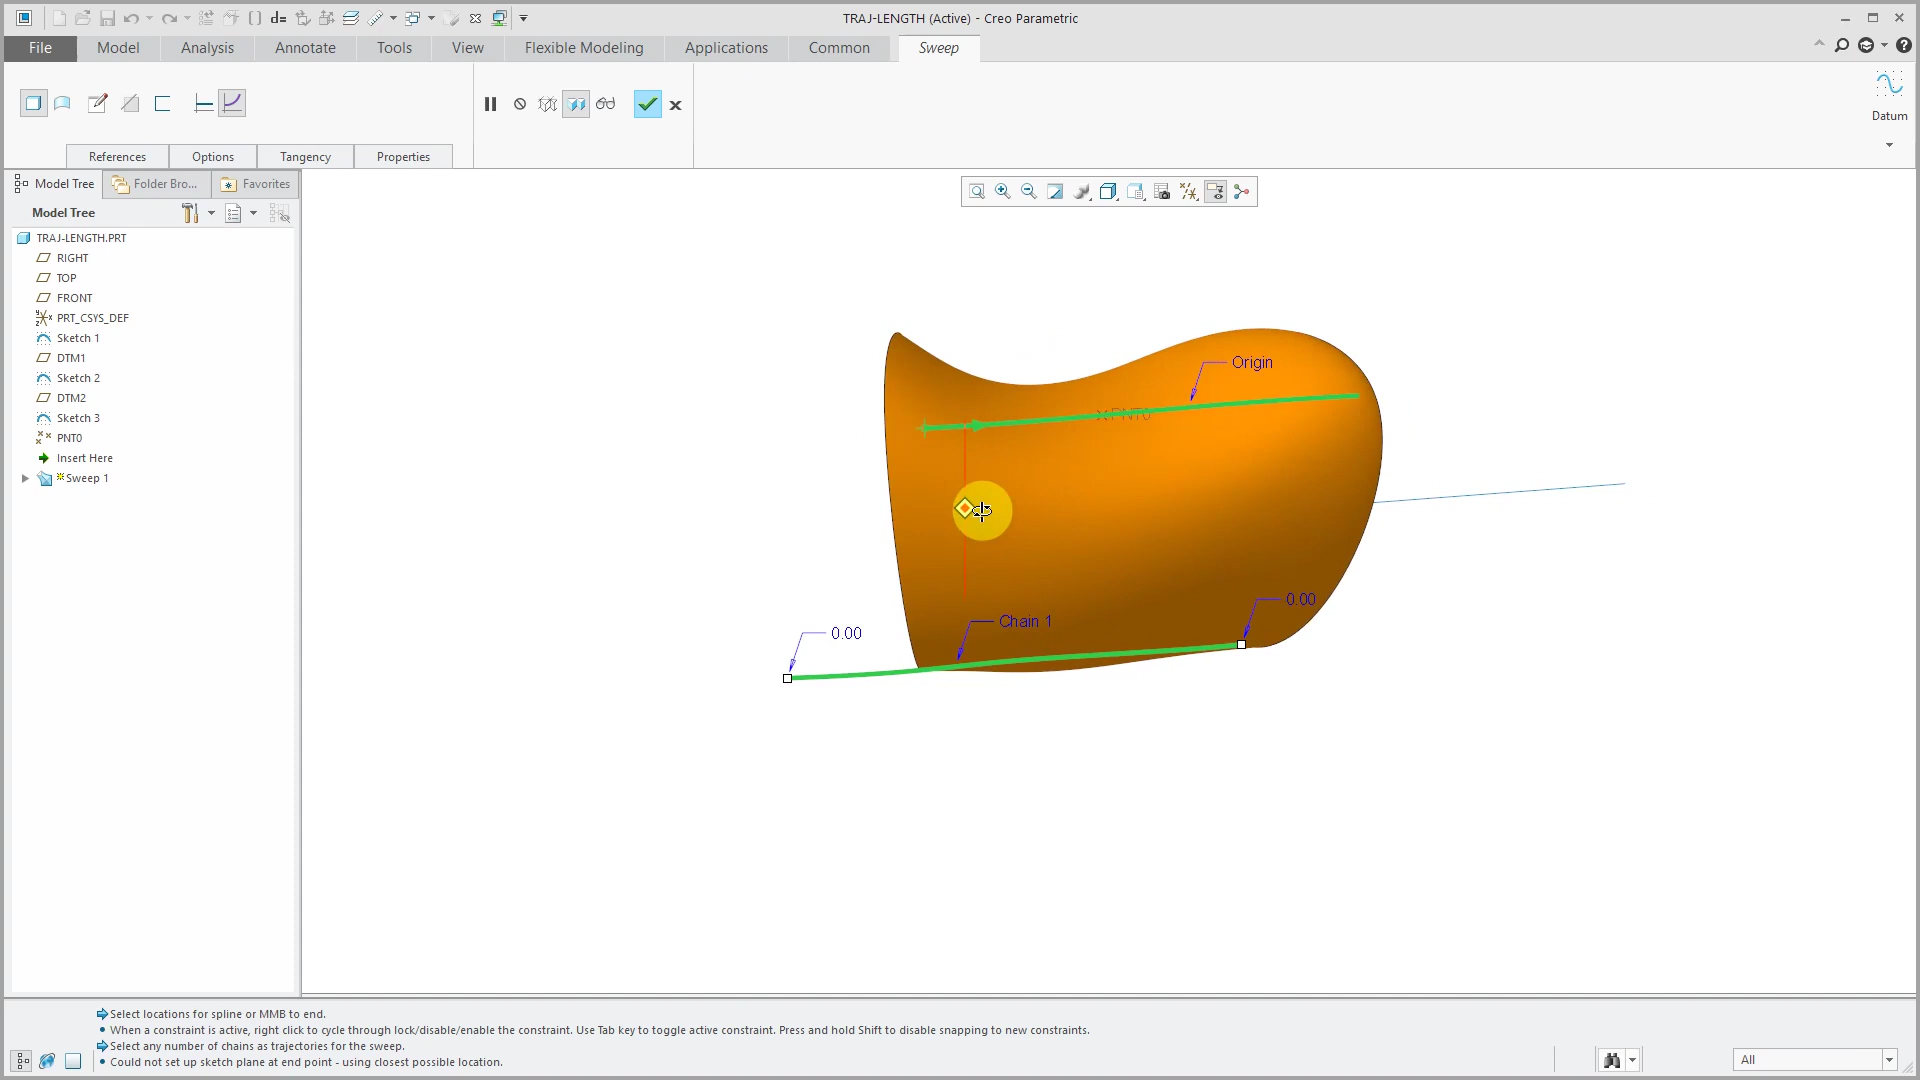 TRAJ-LENGTH (Active) - Creo Parametric
File Model Analysis Annotate Tools View Flexible Modeling Applications Common Sweep
Datum
References Options Tangency Properties
Model Tree Folder Bro... Favorites
Model Tree
TRAJ-LENGTH.PRT
RIGHT
TOP
FRONT
PRT_CSYS_DEF
Sketch 1
DTM1
Sketch 2
DTM2
Sketch 3
PNT0
Insert Here
Sweep 1
Origin
PNT0
0.00
Chain 1
0.00
Select locations for spline or MMB to end.
When a constraint is active, right click to cycle through lock/disable/enable the constraint. Use Tab key to toggle active constraint. Press and hold Shift to disable snapping to new constraints.
Select any number of chains as trajectories for the sweep.
Could not set up sketch plane at end point - using closest possible location.
All